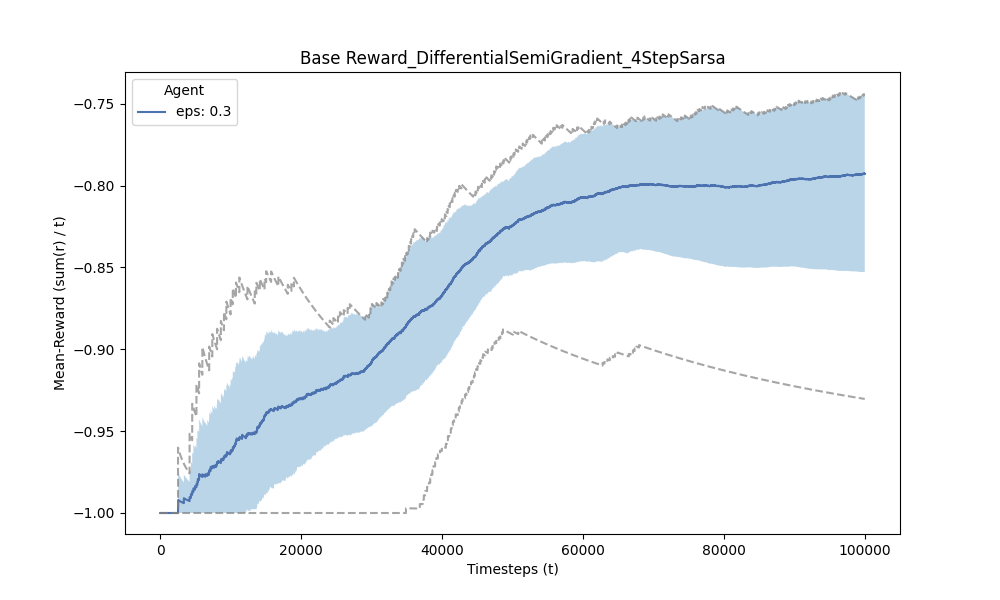 Base Reward_DifferentialSemiGradient_4StepSarsa
Agent
eps: 0.3
Mean-Reward (sum(r) / t)
−0.75
−0.80
−0.85
−0.90
−0.95
−1.00
0 20000 40000 60000 80000 100000
Timesteps (t)